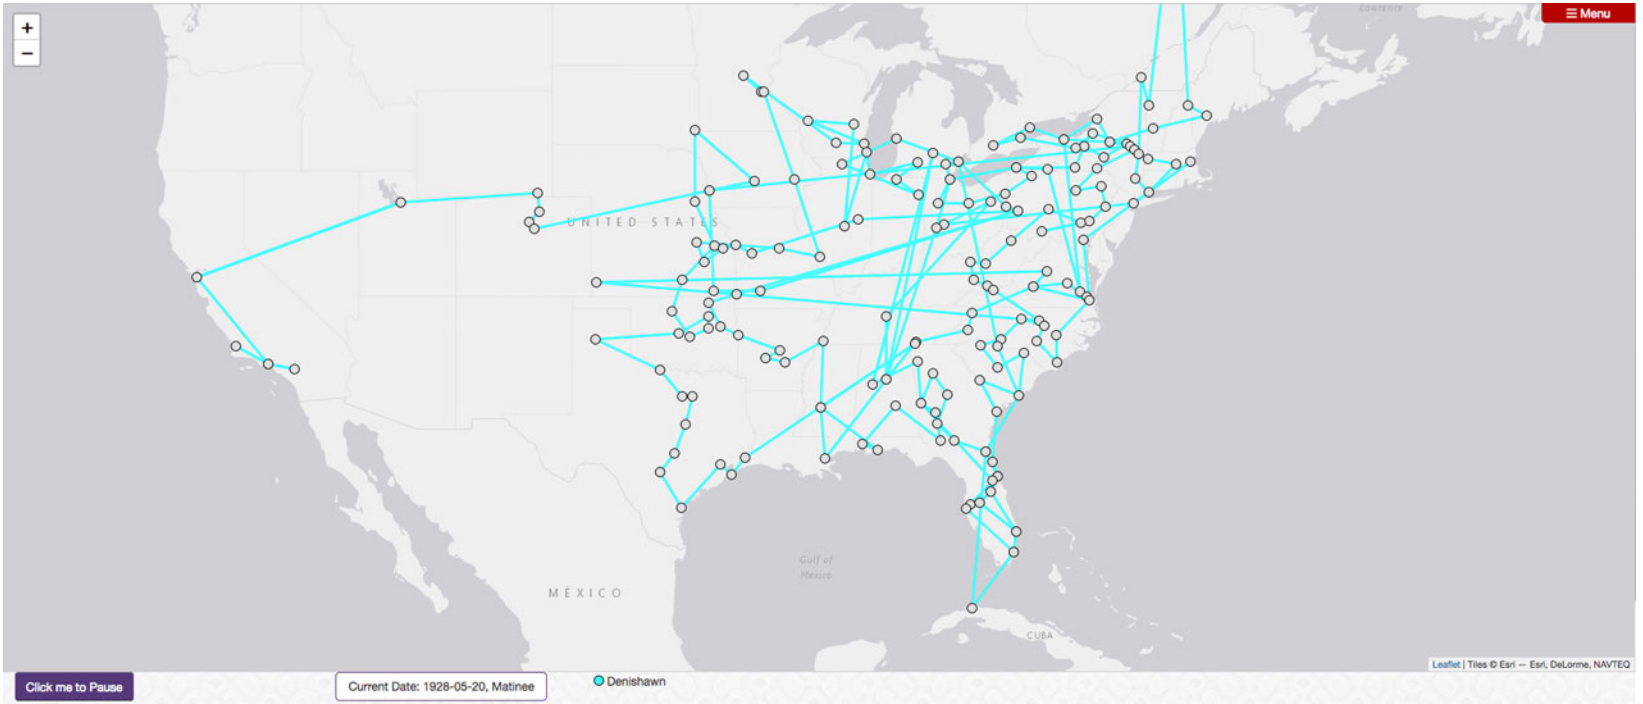 Lawrence
☰ Menu
+
−
UNITED STATES
Gulf of
Mexico
MÉXICO
CUBA
Leaflet | Tiles © Esri — Esri, DeLorme, NAVTEQ
Click me to Pause
Current Date: 1928-05-20, Matinee
Denishawn